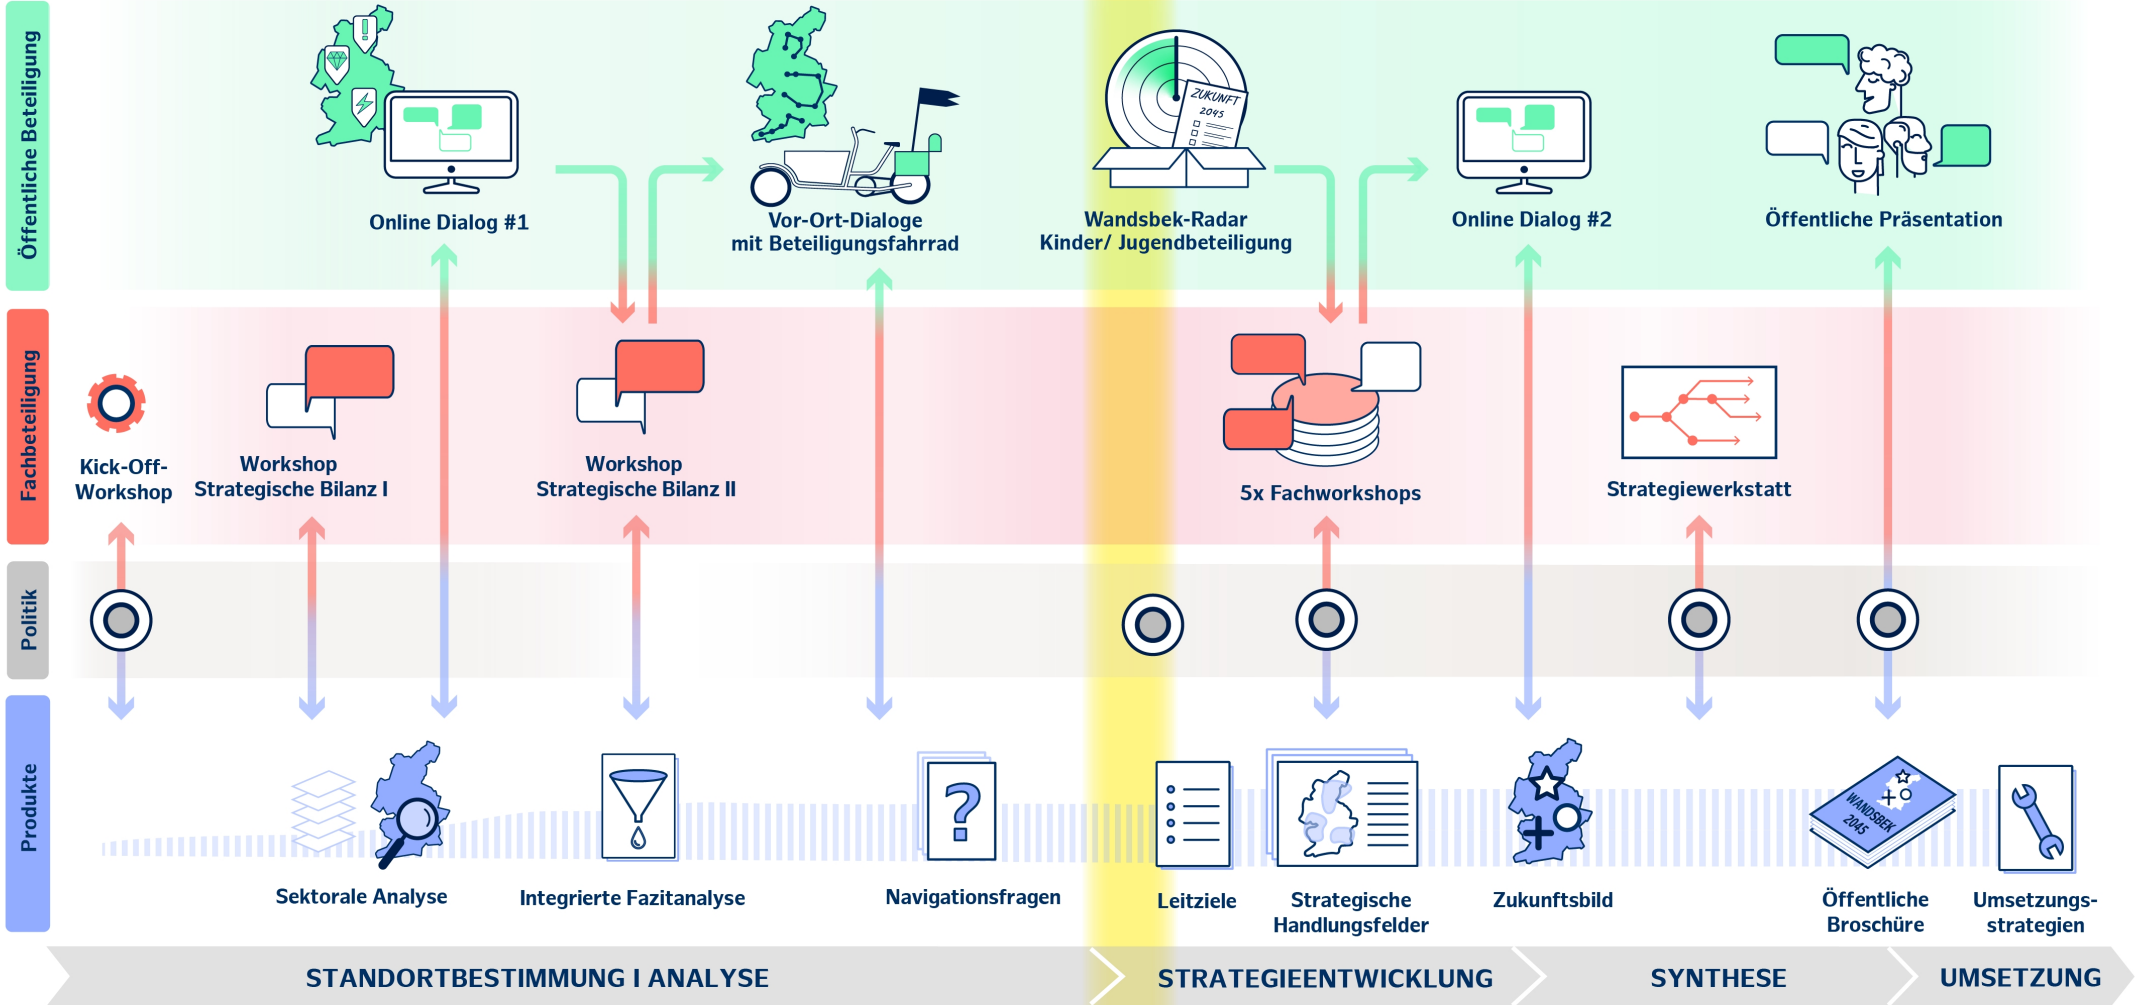 Öffentliche Beteiligung
ZUKUNFT
2045
Online Dialog #1
Vor-Ort-Dialoge
mit Beteiligungsfahrrad
Wandsbek-Radar
Kinder/ Jugendbeteiligung
Online Dialog #2
Öffentliche Präsentation
Fachbeteiligung
Kick-Off-
Workshop
Workshop
Strategische Bilanz I
Workshop
Strategische Bilanz II
5x Fachworkshops
Strategiewerkstatt
Politik
Produkte
?
WANDSBEK
2045
Sektorale Analyse
Integrierte Fazitanalyse
Navigationsfragen
Leitziele
Strategische
Handlungsfelder
Zukunftsbild
Öffentliche
Broschüre
Umsetzungs-
strategien
STANDORTBESTIMMUNG I ANALYSE
STRATEGIEENTWICKLUNG
SYNTHESE
UMSETZUNG